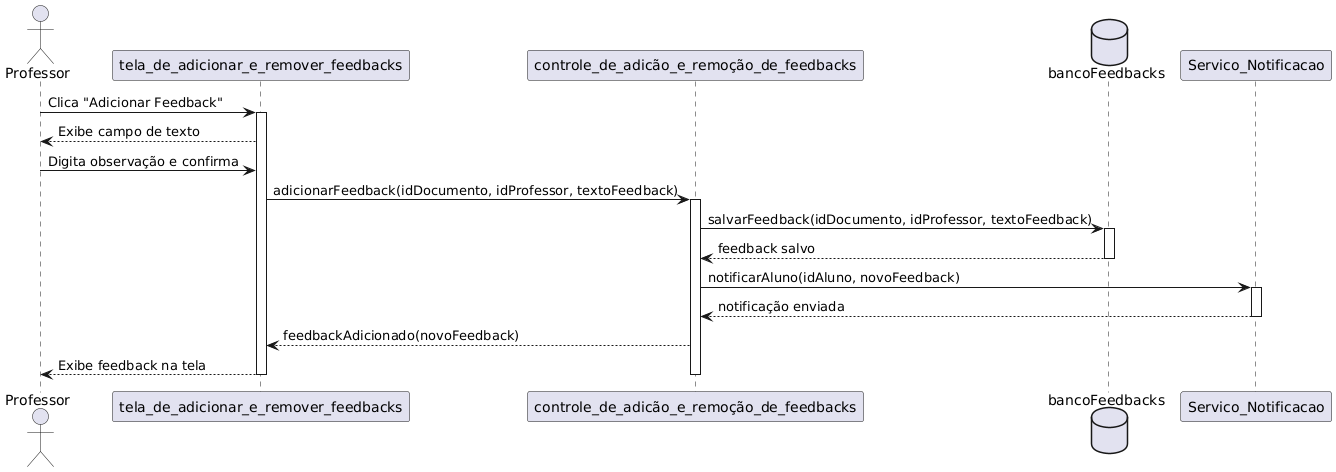 Professor
tela_de_adicionar_e_remover_feedbacks
controle_de_adicão_e_remoção_de_feedbacks
bancoFeedbacks
Servico_Notificacao
Clica "Adicionar Feedback"
Exibe campo de texto
Digita observação e confirma
adicionarFeedback(idDocumento, idProfessor, textoFeedback)
salvarFeedback(idDocumento, idProfessor, textoFeedback)
feedback salvo
notificarAluno(idAluno, novoFeedback)
notificação enviada
feedbackAdicionado(novoFeedback)
Exibe feedback na tela
Professor
tela_de_adicionar_e_remover_feedbacks
controle_de_adicão_e_remoção_de_feedbacks
bancoFeedbacks
Servico_Notificacao